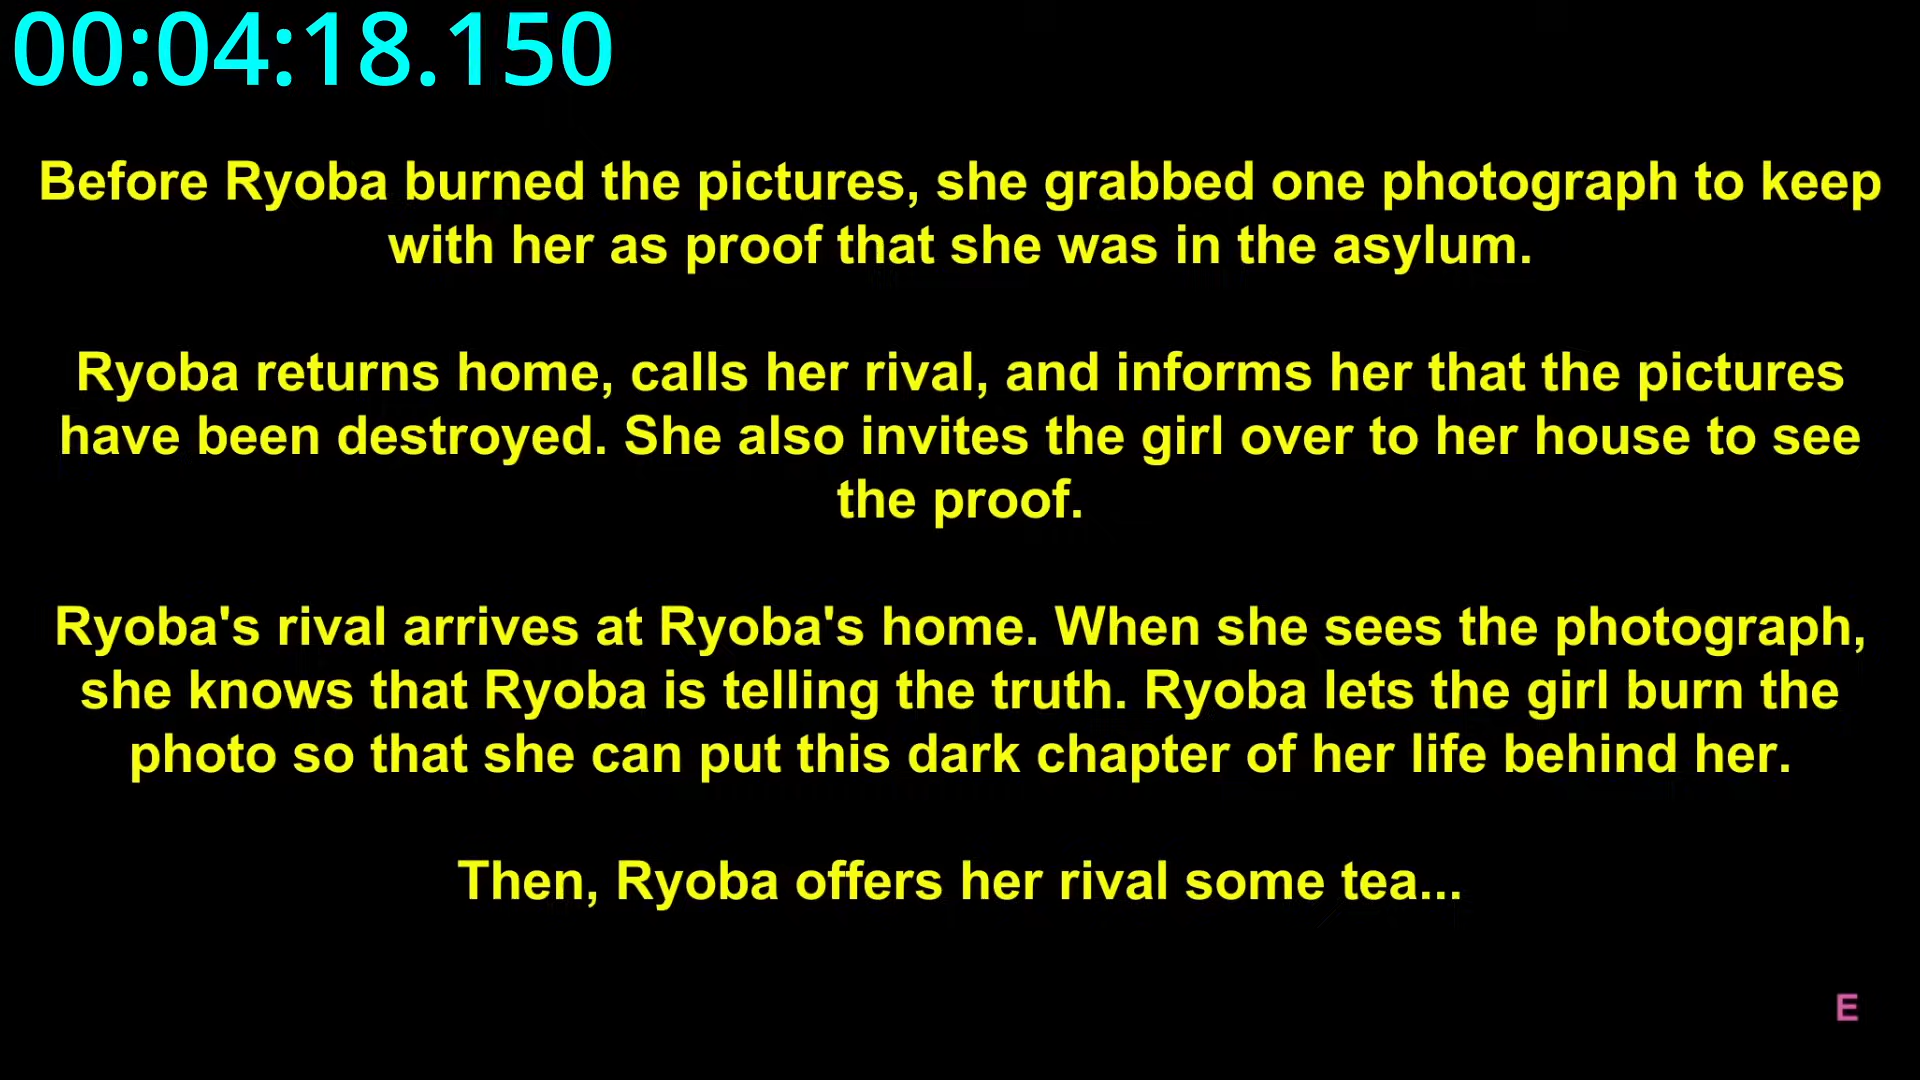 00:04:18.150
Before Ryoba burned the pictures, she grabbed one photograph to keep
with her as proof that she was in the asylum.
Ryoba returns home, calls her rival, and informs her that the pictures
have been destroyed. She also invites the girl over to her house to see
the proof.
Ryoba's rival arrives at Ryoba's home. When she sees the photograph,
she knows that Ryoba is telling the truth. Ryoba lets the girl burn the
photo so that she can put this dark chapter of her life behind her.
Then, Ryoba offers her rival some tea...
E